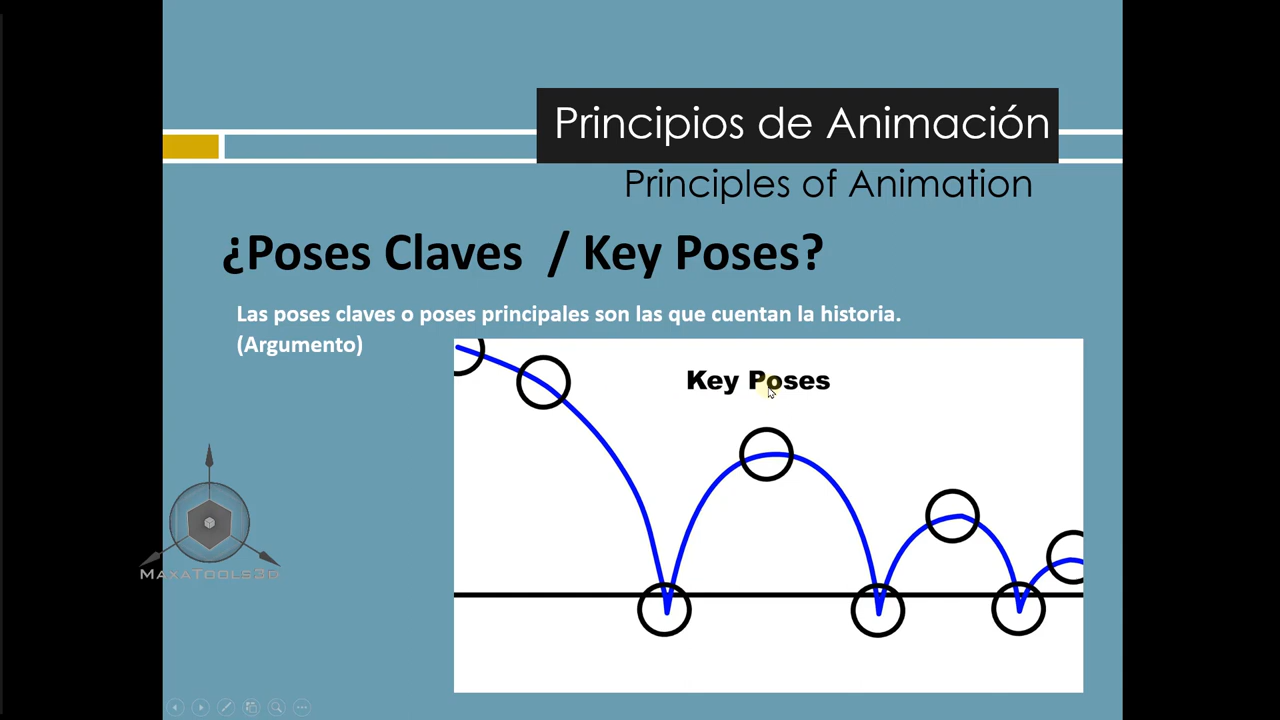 Principios de Animación
Principles of Animation
¿Poses Claves / Key Poses?
Las poses claves o poses principales son las que cuentan la historia.
(Argumento)
Key Poses
MaxaTools3d